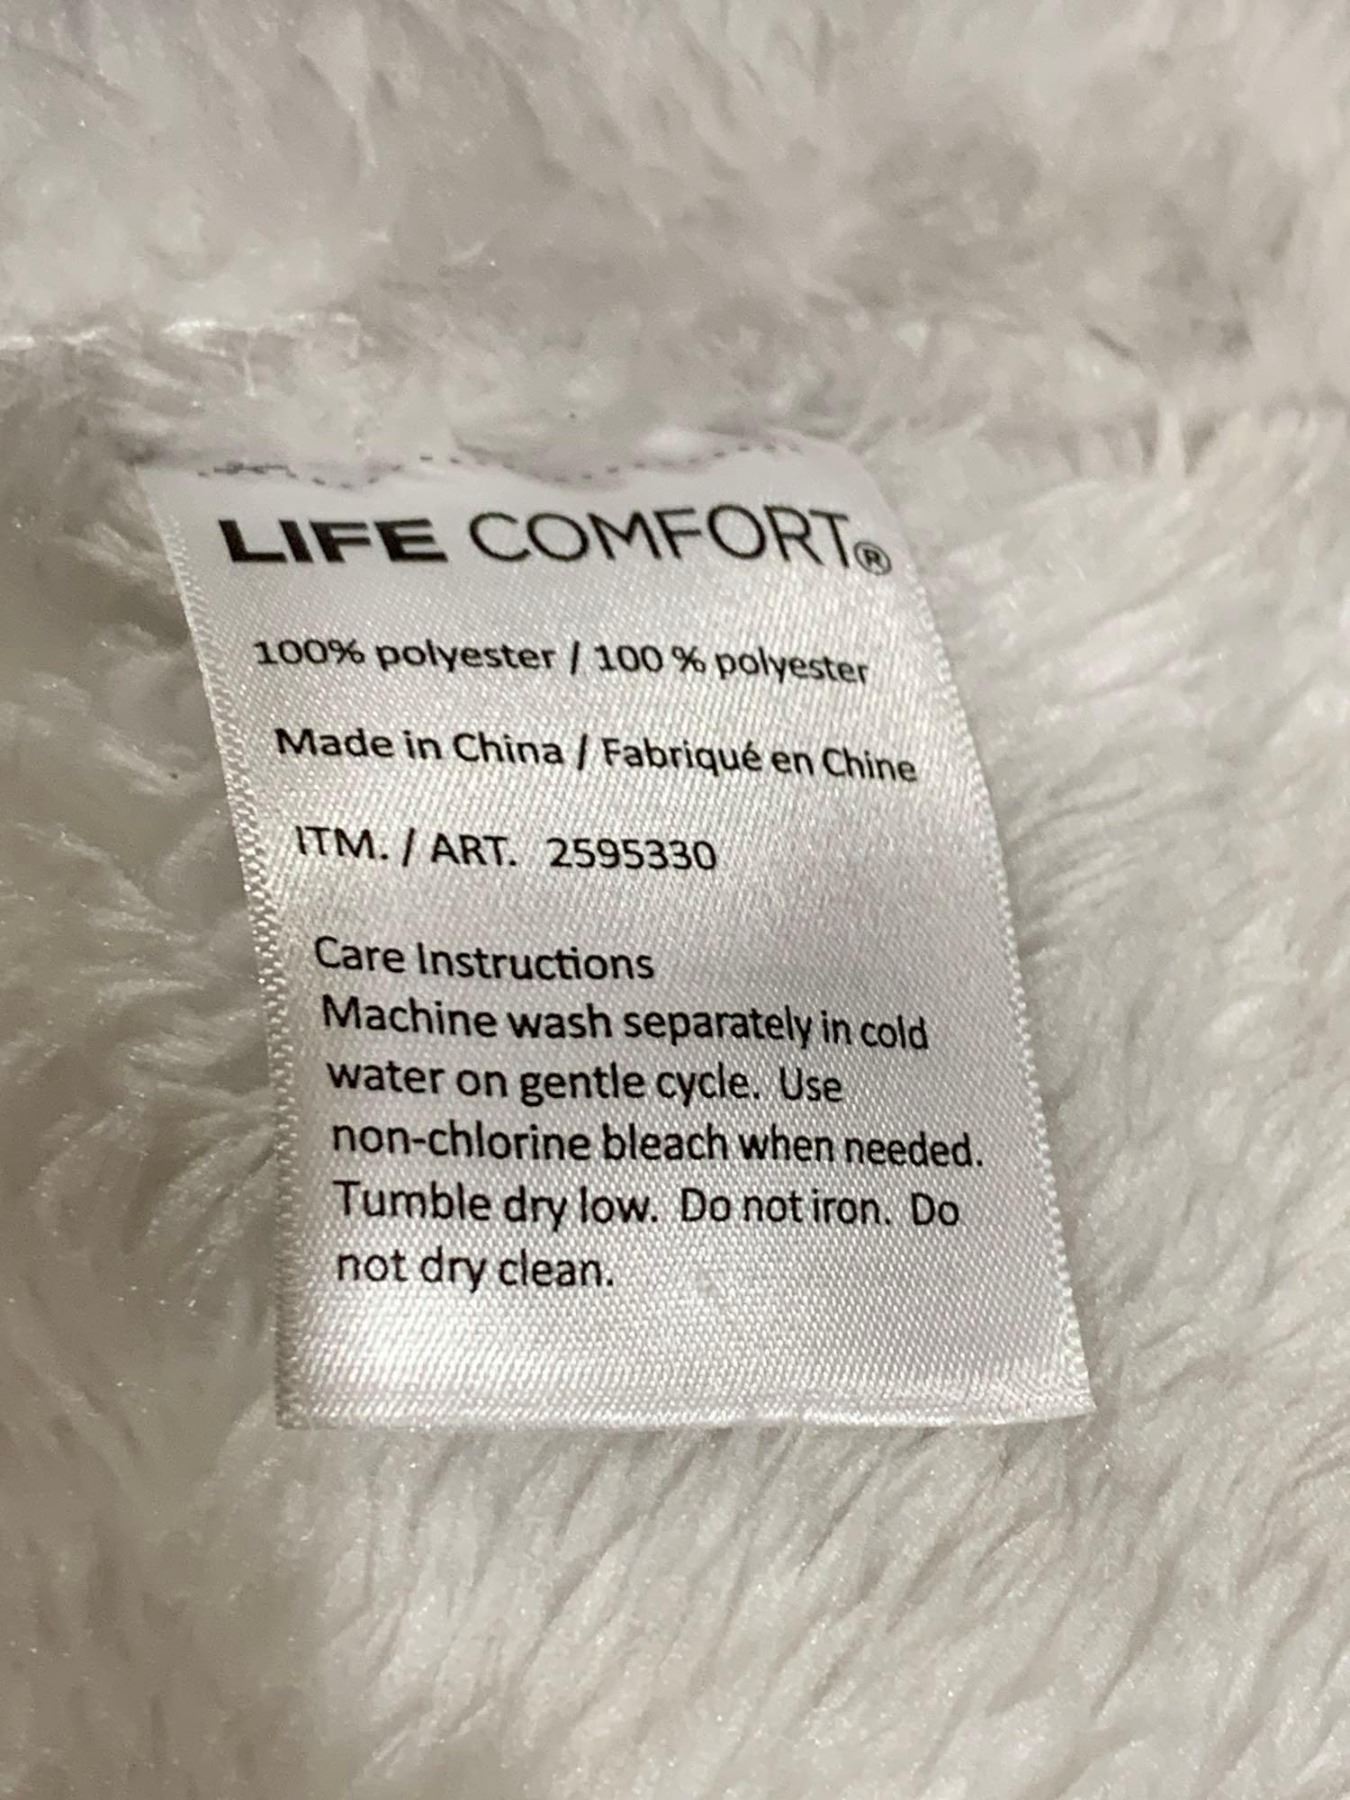 LIFE COMFORT®
100% polyester / 100 % polyester
Made in China / Fabriqué en Chine
ITM. / ART. 2595330
Care Instructions
Machine wash separately in cold
water on gentle cycle. Use
non-chlorine bleach when needed.
Tumble dry low. Do not iron. Do
not dry clean.